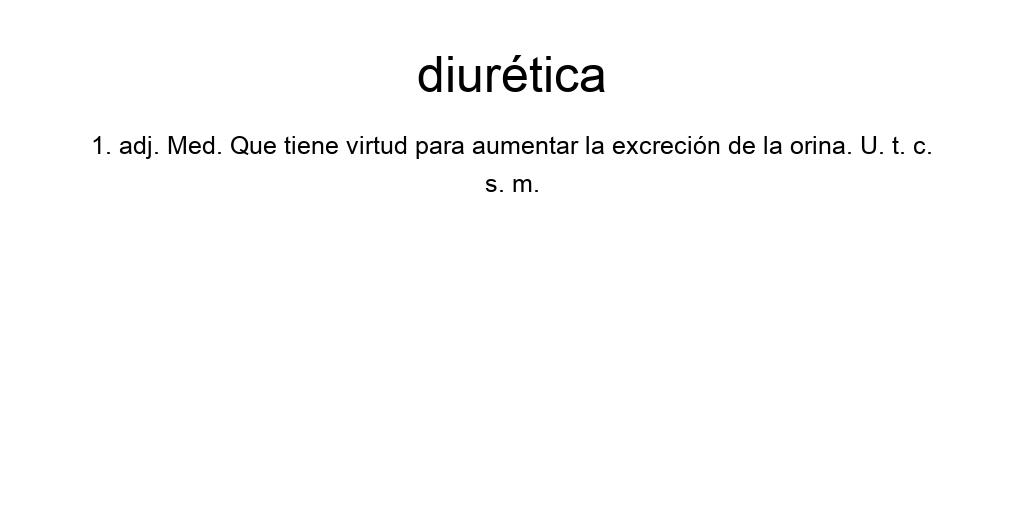 diurética
1. adj. Med. Que tiene virtud para aumentar la excreción de la orina. U. t. c.
s. m.